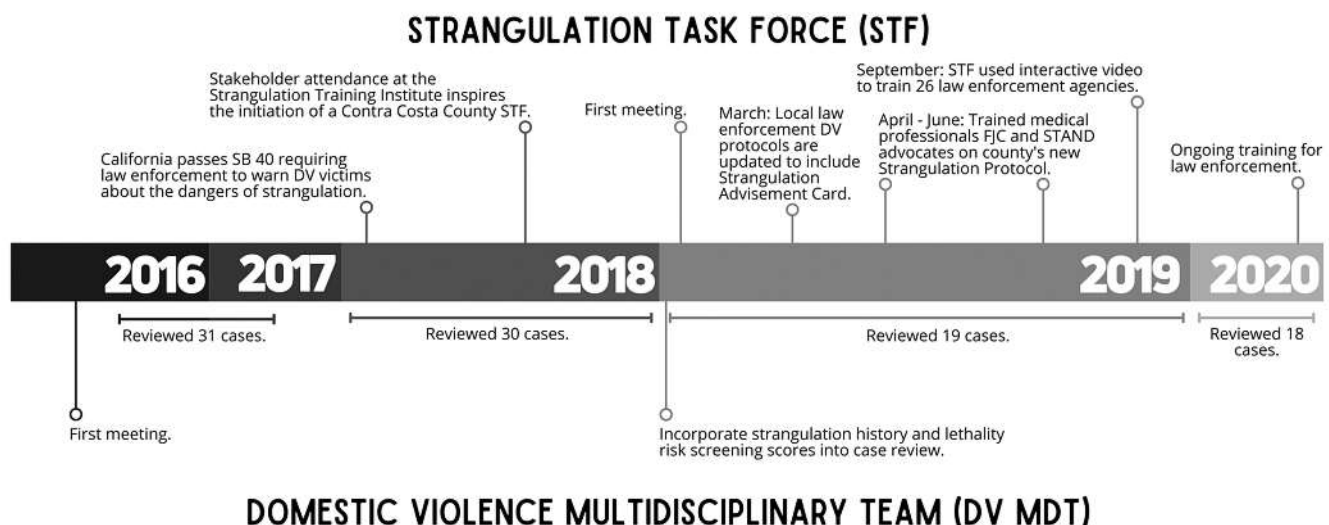 STRANGULATION TASK FORCE (STF)
Stakeholder attendance at the
Strangulation Training Institute inspires
the initiation of a Contra Costa County STF.
California passes SB 40 requiring
law enforcement to warn DV victims
about the dangers of strangulation.
First meeting.
March: Local law
enforcement DV
protocols are
updated to include
Strangulation
Advisement Card.
September: STF used interactive video
to train 26 law enforcement agencies.
April - June: Trained medical
professionals FJC and STAND
advocates on county's new
Strangulation Protocol.
Ongoing training for
law enforcement.
2016
2017
2018
2019
2020
Reviewed 31 cases.
Reviewed 30 cases.
Reviewed 19 cases.
Reviewed 18
cases.
First meeting.
Incorporate strangulation history and lethality
risk screening scores into case review.
DOMESTIC VIOLENCE MULTIDISCIPLINARY TEAM (DV MDT)